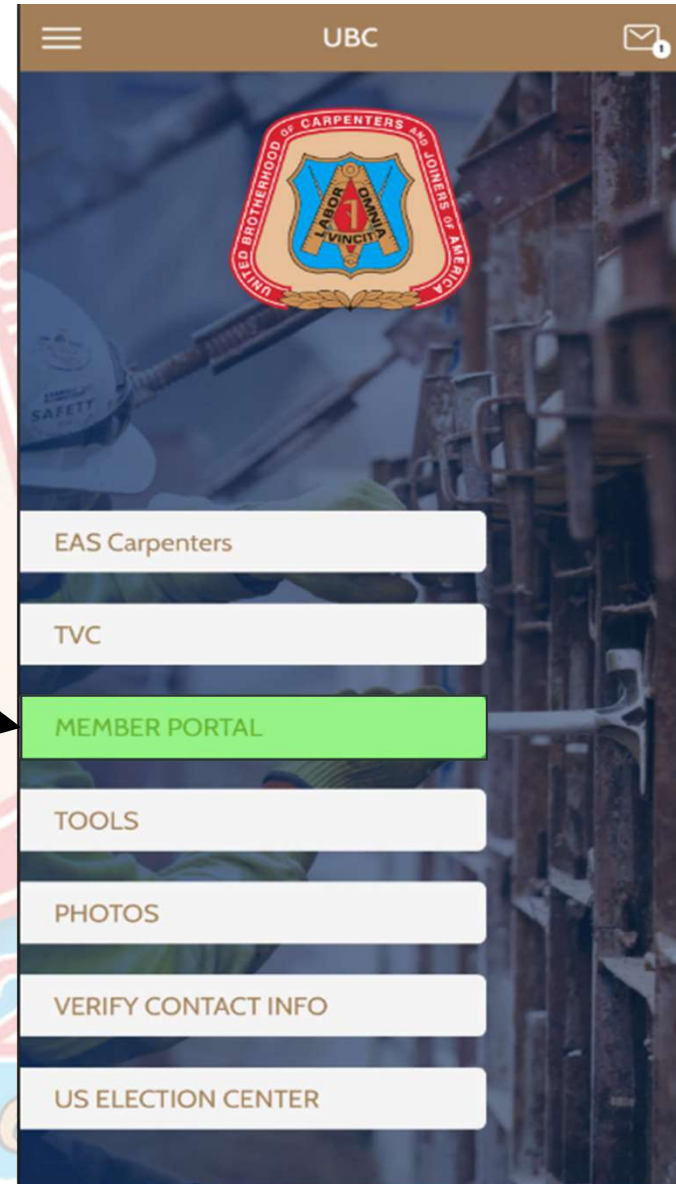 UBC
1
UNITED BROTHERHOOD OF CARPENTERS AND JOINERS OF AMERICA
LABOR OMNIA VINCIT
SAFETY
EAS Carpenters
TVC
MEMBER PORTAL
TOOLS
PHOTOS
VERIFY CONTACT INFO
US ELECTION CENTER